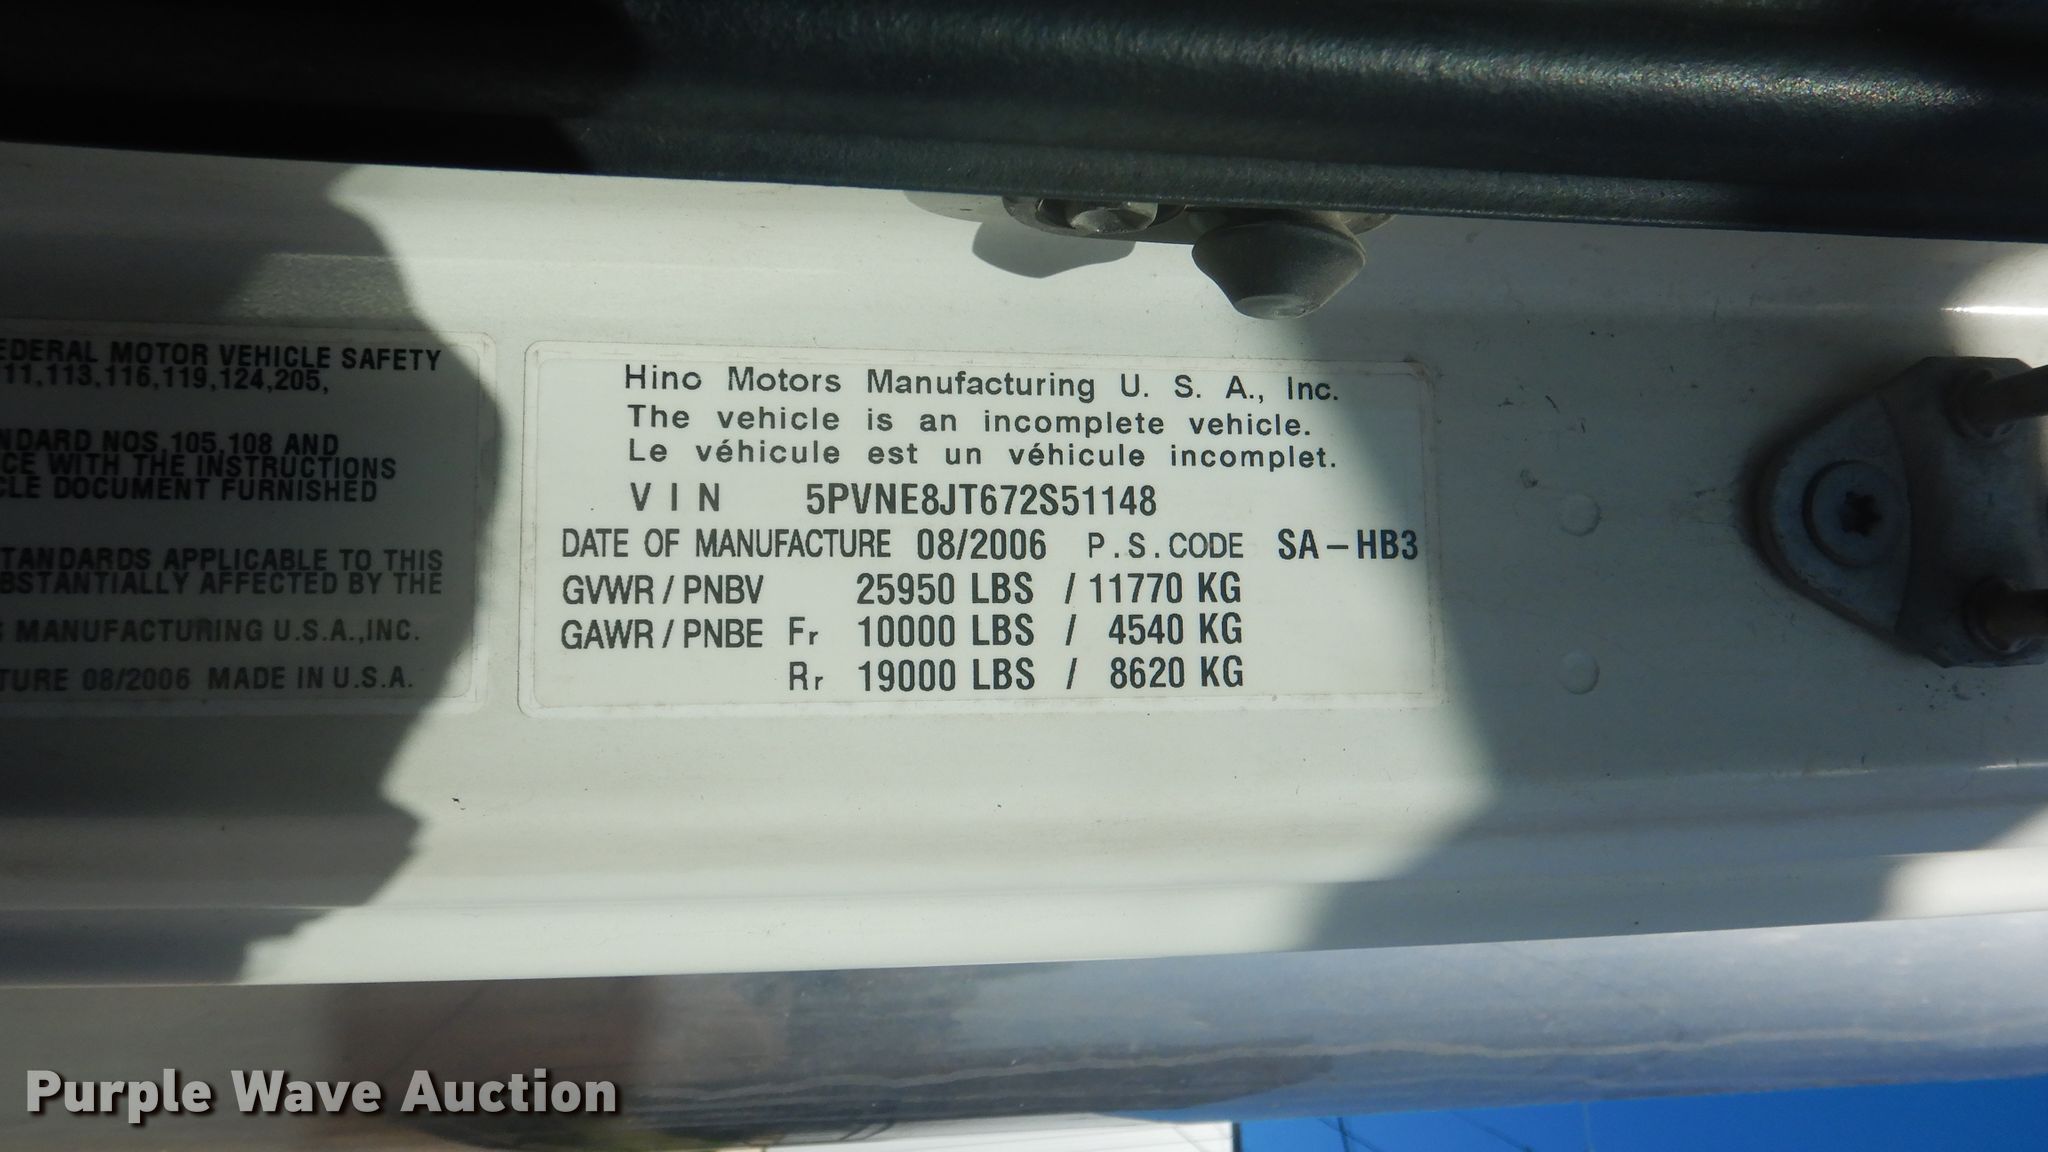 EDERAL MOTOR VEHICLE SAFETY
11,113,116,119,124,205,
NDARD NOS,105,108 AND
CE WITH THE INSTRUCTIONS
CLE DOCUMENT FURNISHED
TANDARDS APPLICABLE TO THIS
BSTANTIALLY AFFECTED BY THE
MANUFACTURING U.S.A.,INC.
TURE 08/2006 MADE IN U.S.A.
Hino Motors Manufacturing U. S. A., Inc.
The vehicle is an incomplete vehicle.
Le véhicule est un véhicule incomplet.
VIN 5PVNE8JT672S51148
DATE OF MANUFACTURE 08/2006 P.S.CODE SA-HB3
GVWR / PNBV 25950 LBS / 11770 KG
GAWR / PNBE Fr 10000 LBS / 4540 KG
Rr 19000 LBS / 8620 KG
Purple Wave Auction